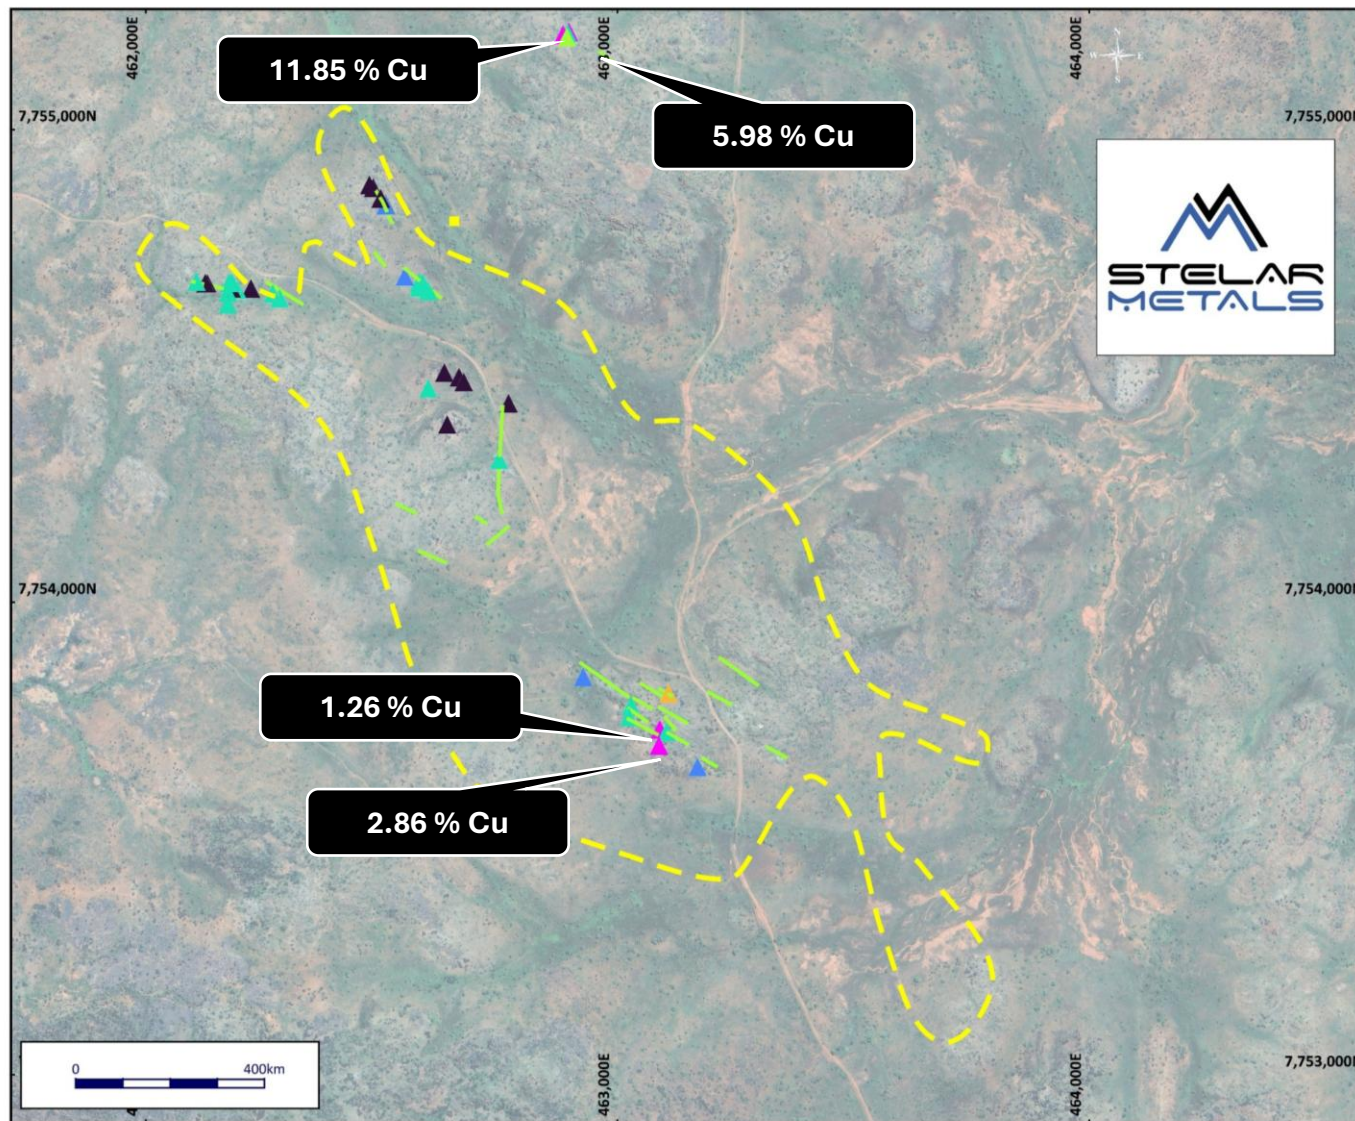 462,000E
463,000E
464,000E
11.85 % Cu
5.98 % Cu
7,755,000N
7,755,000N
STELAR
METALS
7,754,000N
7,754,000N
1.26 % Cu
2.86 % Cu
0 400km
463,000E
464,000E
7,753,000N